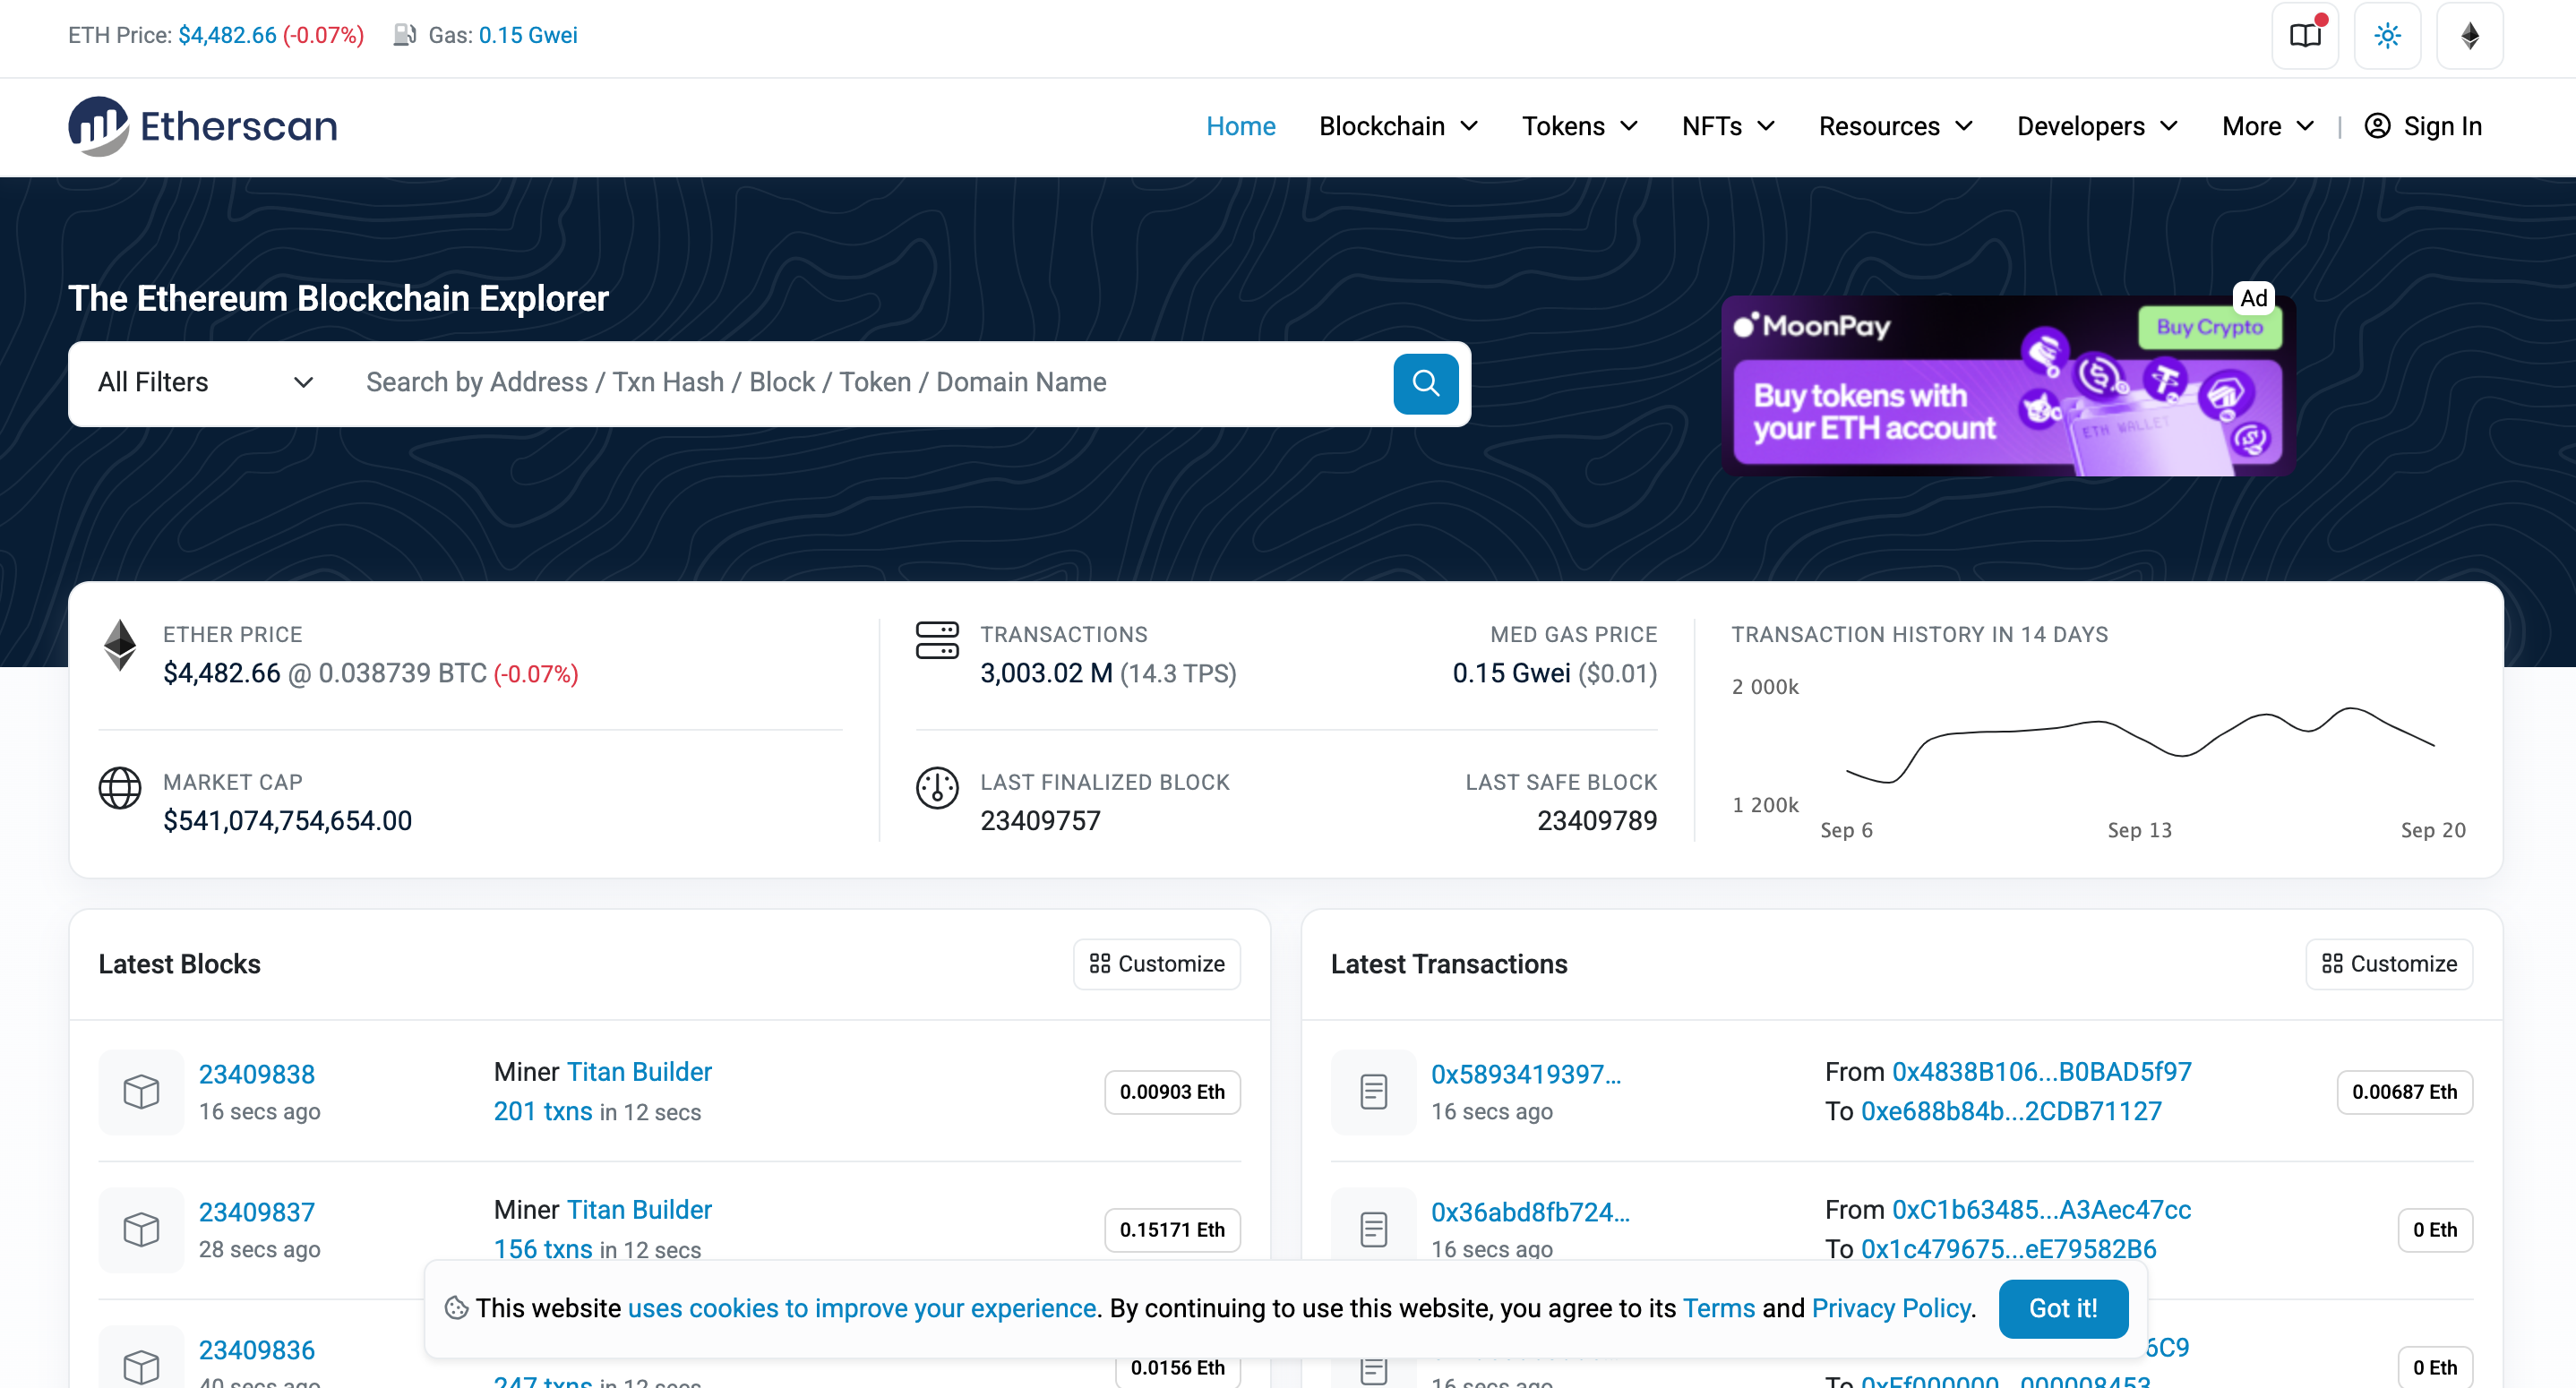 ETH Price: $4,482.66 (-0.07%) Gas: 0.15 Gwei
Etherscan
Home Blockchain Tokens NFTs Resources Developers More | Sign In
The Ethereum Blockchain Explorer
All Filters Search by Address / Txn Hash / Block / Token / Domain Name
Ad
MoonPay
Buy Crypto
Buy tokens with
your ETH account
ETH WALLET
ETHER PRICE
$4,482.66 @ 0.038739 BTC (-0.07%)
MARKET CAP
$541,074,754,654.00
TRANSACTIONS
3,003.02 M (14.3 TPS)
MED GAS PRICE
0.15 Gwei ($0.01)
LAST FINALIZED BLOCK
23409757
LAST SAFE BLOCK
23409789
TRANSACTION HISTORY IN 14 DAYS
2 000k
1 200k
Sep 6 Sep 13 Sep 20
Latest Blocks
Customize
23409838
16 secs ago
Miner Titan Builder
201 txns in 12 secs
0.00903 Eth
23409837
28 secs ago
Miner Titan Builder
156 txns in 12 secs
0.15171 Eth
23409836
40 secs ago
247 txns in 12 secs
0.0156 Eth
Latest Transactions
Customize
0x5893419397...
16 secs ago
From 0x4838B106...B0BAD5f97
To 0xe688b84b...2CDB71127
0.00687 Eth
0x36abd8fb724...
16 secs ago
From 0xC1b63485...A3Aec47cc
To 0x1c479675...eE79582B6
0 Eth
16 secs ago
6C9
To 0xFf000000...000008453
0 Eth
This website uses cookies to improve your experience. By continuing to use this website, you agree to its Terms and Privacy Policy.
Got it!